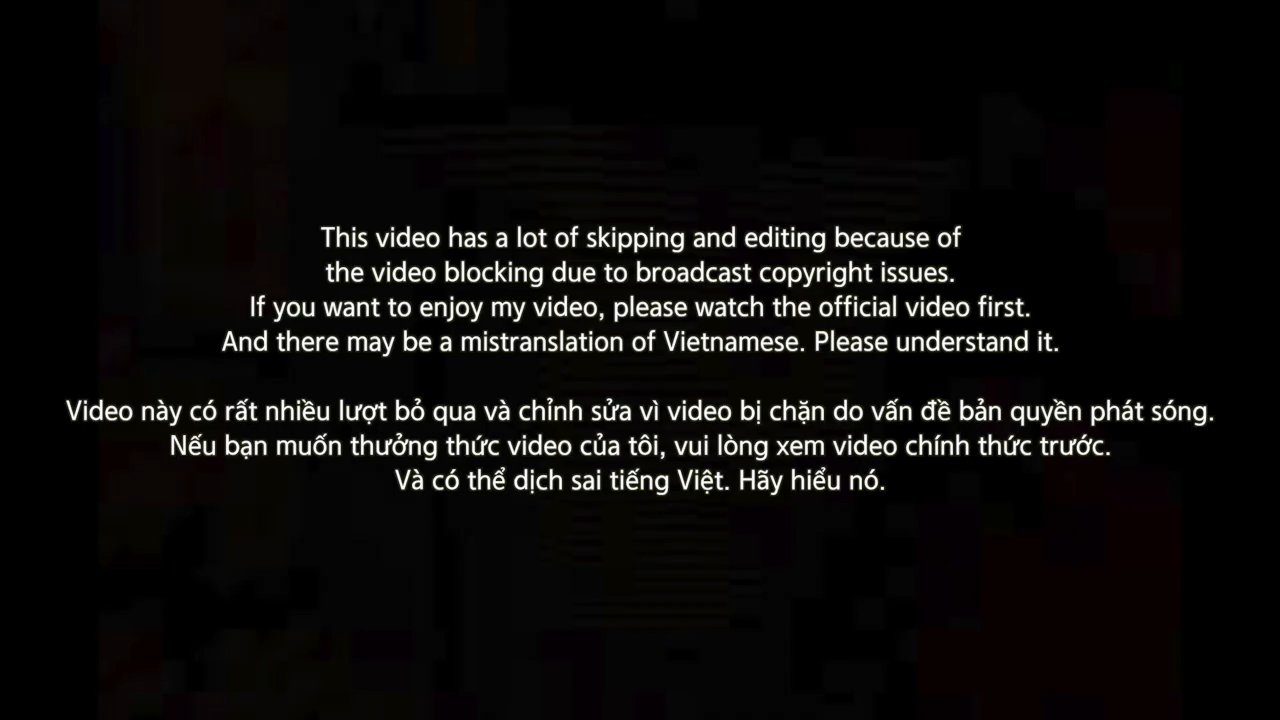 This video has a lot of skipping and editing because of
the video blocking due to broadcast copyright issues.
If you want to enjoy my video, please watch the official video first.
And there may be a mistranslation of Vietnamese. Please understand it.
Video này có rất nhiều lượt bỏ qua và chỉnh sửa vì video bị chặn do vấn đề bản quyền phát sóng.
Nếu bạn muốn thưởng thức video của tôi, vui lòng xem video chính thức trước.
Và có thể dịch sai tiếng Việt. Hãy hiểu nó.